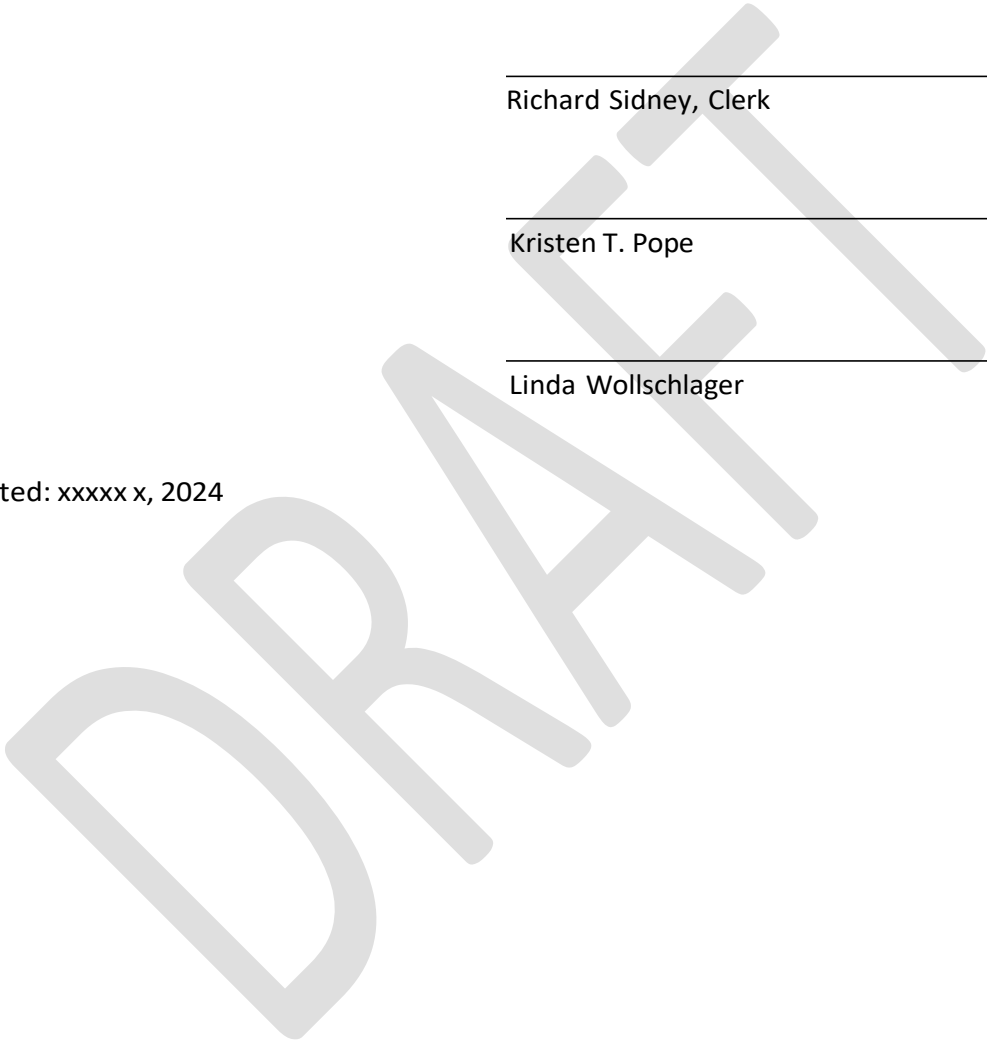 Richard Sidney, Clerk
Kristen T. Pope
Linda Wollschlager
ted: xxxxx x, 2024
DRAFT